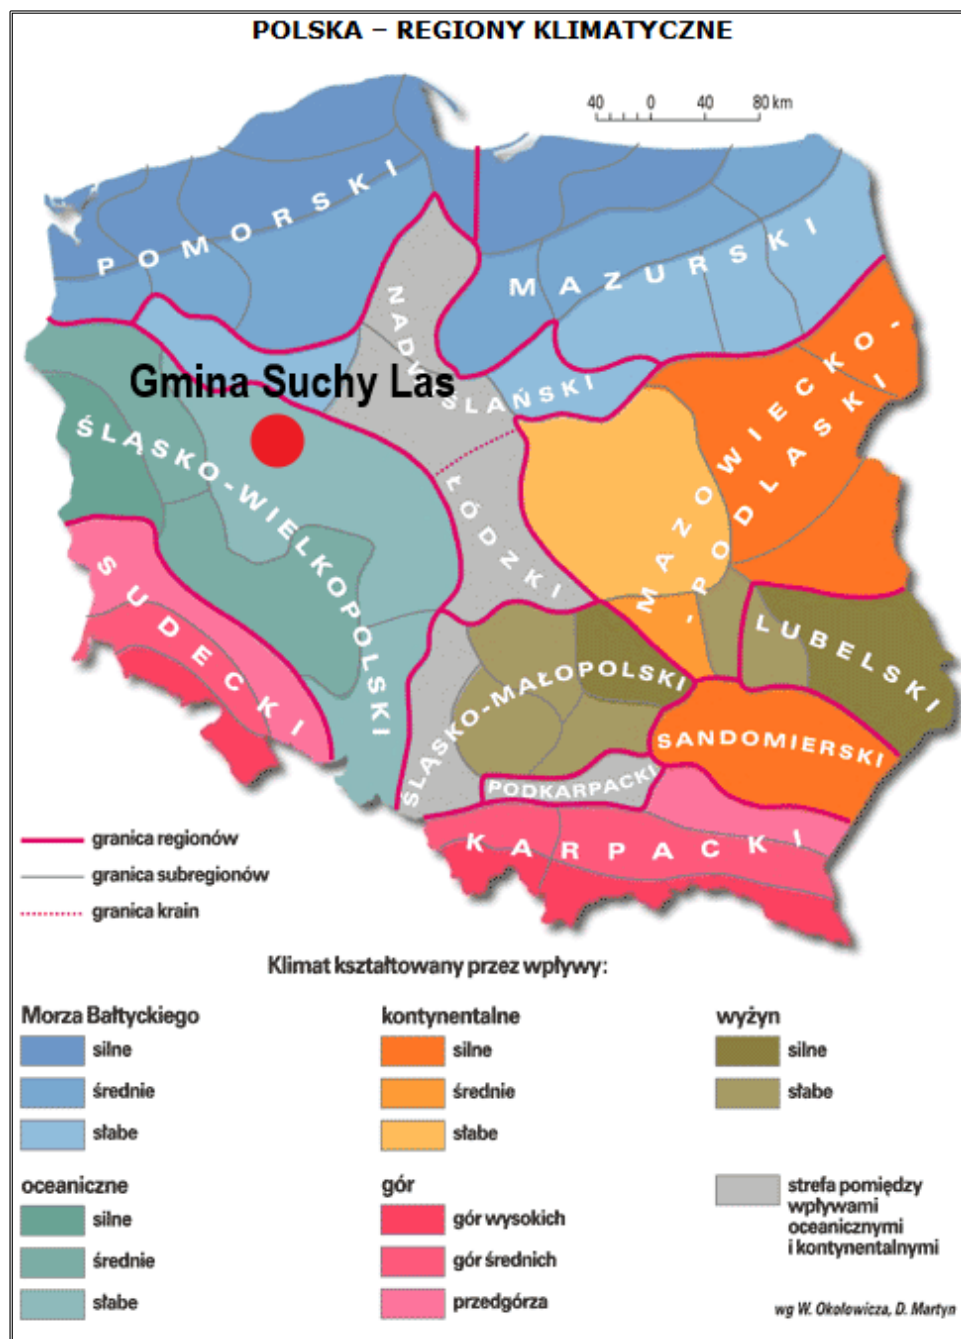 POLSKA – REGIONY KLIMATYCZNE
40 0 40 80 km
POMORSKI
MAZURSKI
NADWIŚLAŃSKI
Gmina Suchy Las
ŚLĄSKO-WIELKOPOLSKI
MAZOWIECKO-
-PODLASKI
ŁÓDZKI
SUDECKI
LUBELSKI
ŚLĄSKO-MAŁOPOLSKI
SANDOMIERSKI
PODKARPACKI
KARPACKI
granica regionów
granica subregionów
granica krain
Klimat kształtowany przez wpływy:
Morza Bałtyckiego
silne
średnie
słabe
kontynentalne
silne
średnie
słabe
wyżyn
silne
słabe
oceaniczne
silne
średnie
słabe
gór
gór wysokich
gór średnich
przedgórza
strefa pomiędzy
wpływami
oceanicznymi
i kontynentalnymi
wg W. Okołowicza, D. Martyn